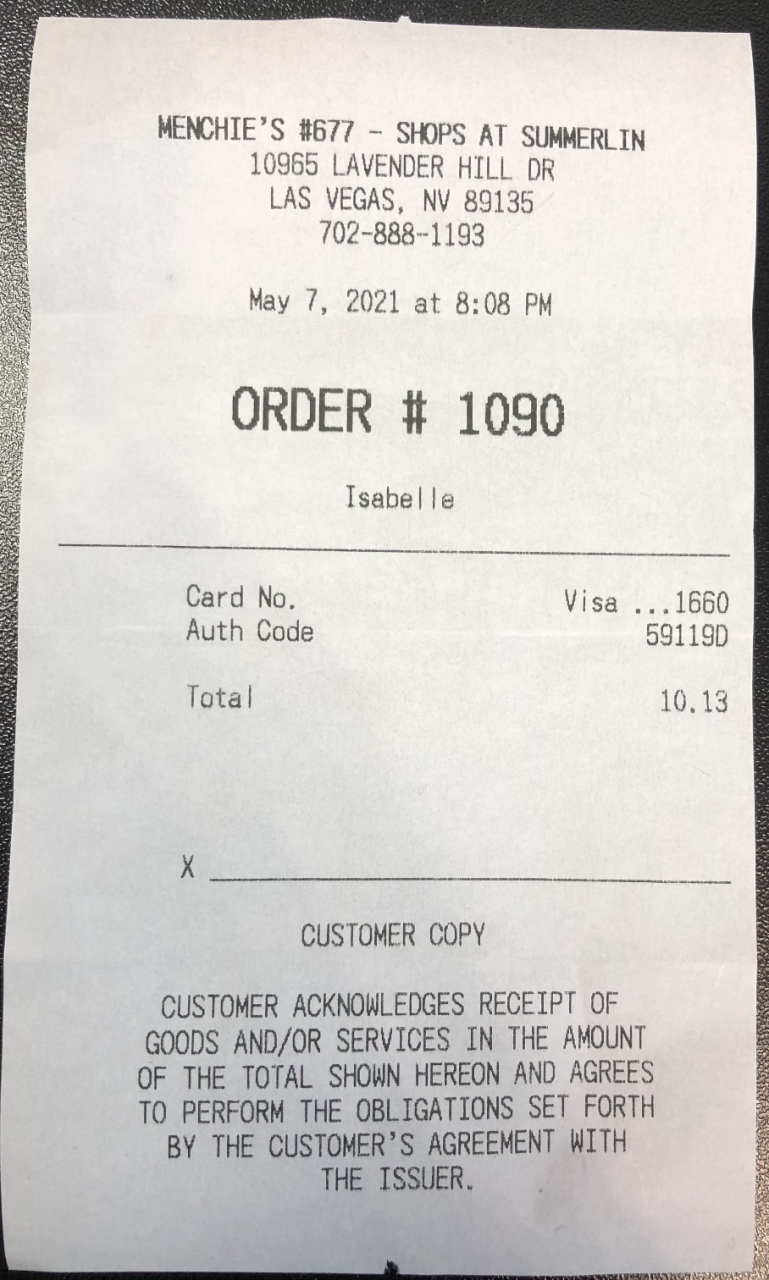 MENCHIE'S #677 - SHOPS AT SUMMERLIN
10965 LAVENDER HILL DR
LAS VEGAS, NV 89135
702-888-1193
May 7, 2021 at 8:08 PM
ORDER # 1090
Isabelle
Card No. Visa ...1660
Auth Code 59119D
Total 10.13
X
CUSTOMER COPY
CUSTOMER ACKNOWLEDGES RECEIPT OF
GOODS AND/OR SERVICES IN THE AMOUNT
OF THE TOTAL SHOWN HEREON AND AGREES
TO PERFORM THE OBLIGATIONS SET FORTH
BY THE CUSTOMER'S AGREEMENT WITH
THE ISSUER.